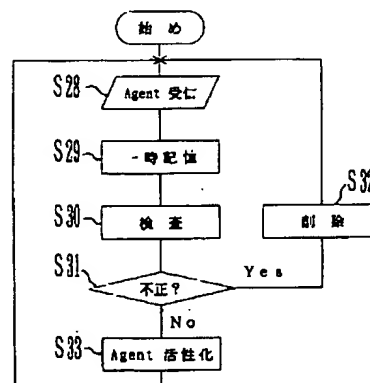 始め
S28
Agent 受信
S29
一時記憶
S30
検査
S32
削除
S31
不正?
Yes
No
S33
Agent 活性化